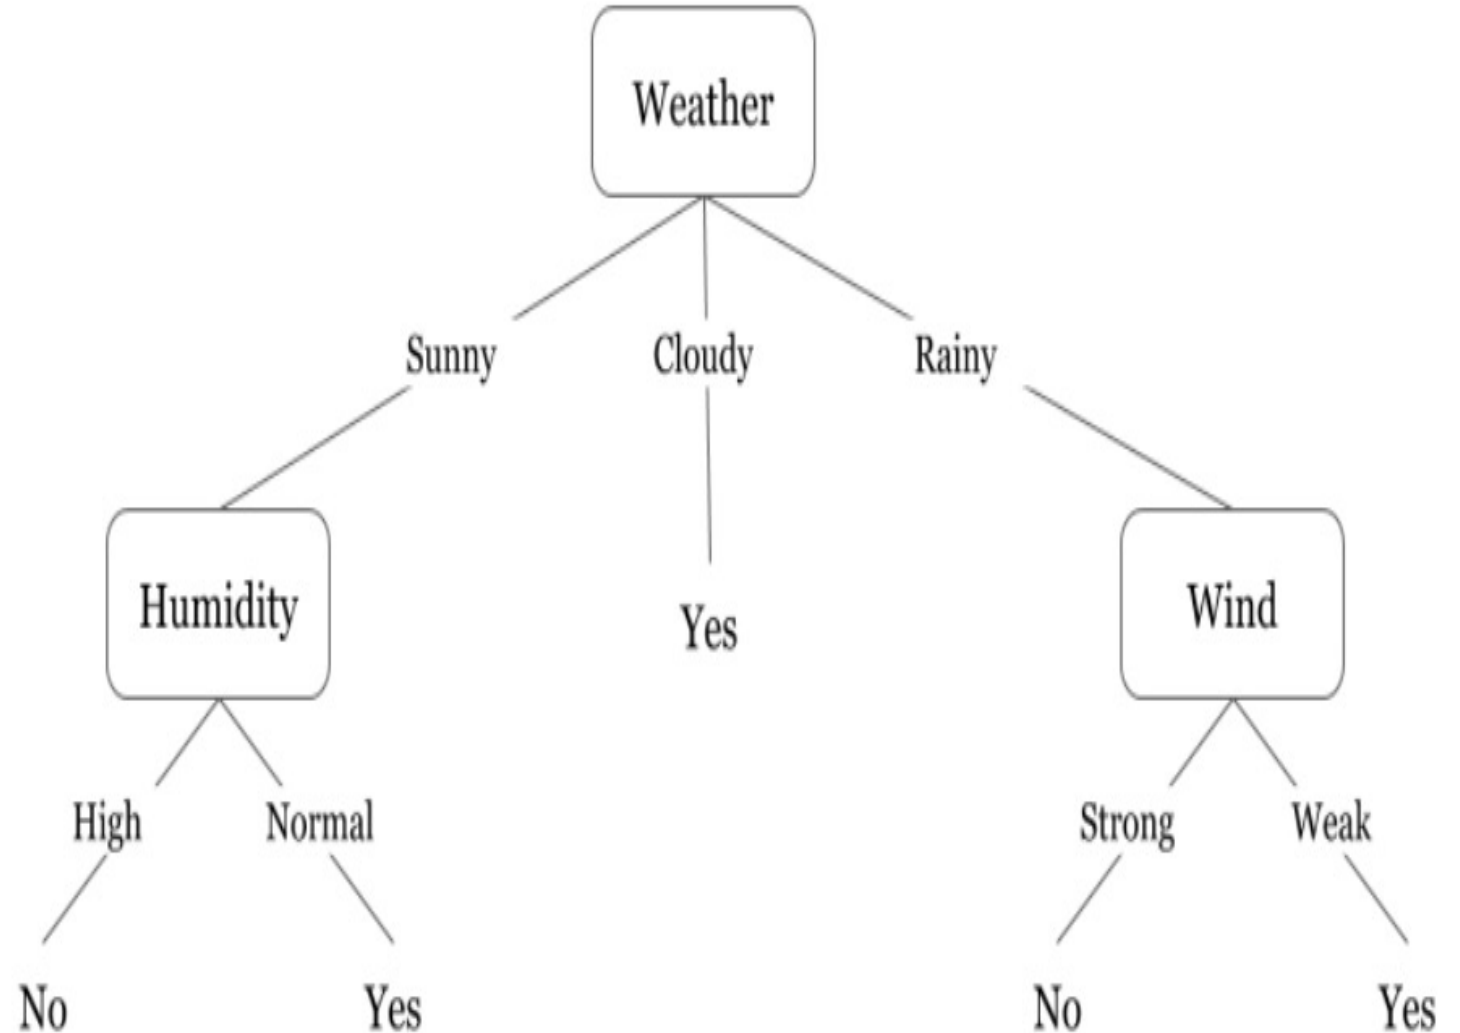 Weather
Sunny Cloudy Rainy
Humidity Yes Wind
High Normal Strong Weak
No Yes No Yes